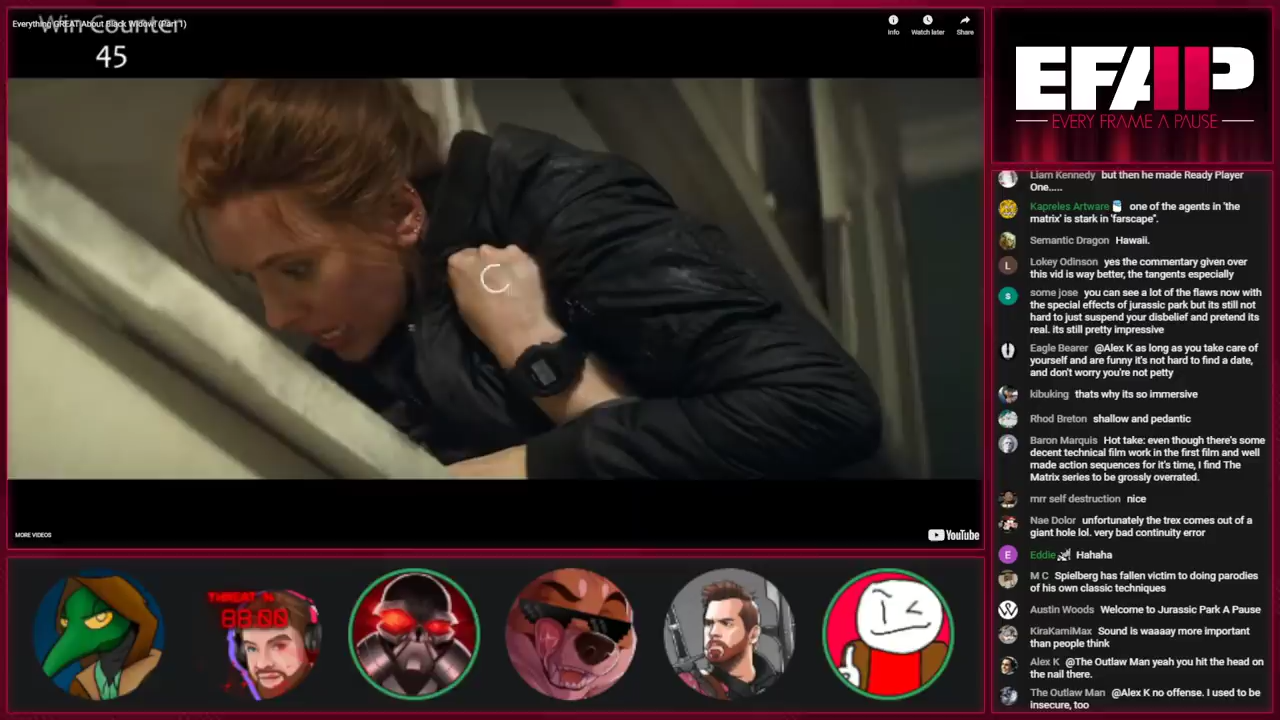 Everything GREAT About Black Widow! (Part 1)
Win Counter
45
Info
Watch later
Share
MORE VIDEOS
YouTube
THREAT IN
88:00
EFAP
EVERY FRAME A PAUSE
Liam Kennedy but then he made Ready Player
One.....
Kapreles Artware one of the agents in 'the
matrix' is stark in 'farscape".
Semantic Dragon Hawaii.
L
Lokey Odinson yes the commentary given over
this vid is way better, the tangents especially
s
some jose you can see a lot of the flaws now with
the special effects of jurassic park but its still not
hard to just suspend your disbelief and pretend its
real. its still pretty impressive
Eagle Bearer @Alex K as long as you take care of
yourself and are funny it's not hard to find a date,
and don't worry you're not petty
kibuking thats why its so immersive
Rhod Breton shallow and pedantic
Baron Marquis Hot take: even though there's some
decent technical film work in the first film and well
made action sequences for it's time, I find The
Matrix series to be grossly overrated.
mrr self destruction nice
Nae Dolor unfortunately the trex comes out of a
giant hole lol. very bad continuity error
E
Eddie Hahaha
M C Spielberg has fallen victim to doing parodies
of his own classic techniques
Austin Woods Welcome to Jurassic Park A Pause
KiraKamiMax Sound is waaaay more important
than people think
Alex K @The Outlaw Man yeah you hit the head on
the nail there.
The Outlaw Man @Alex K no offense. I used to be
insecure, too